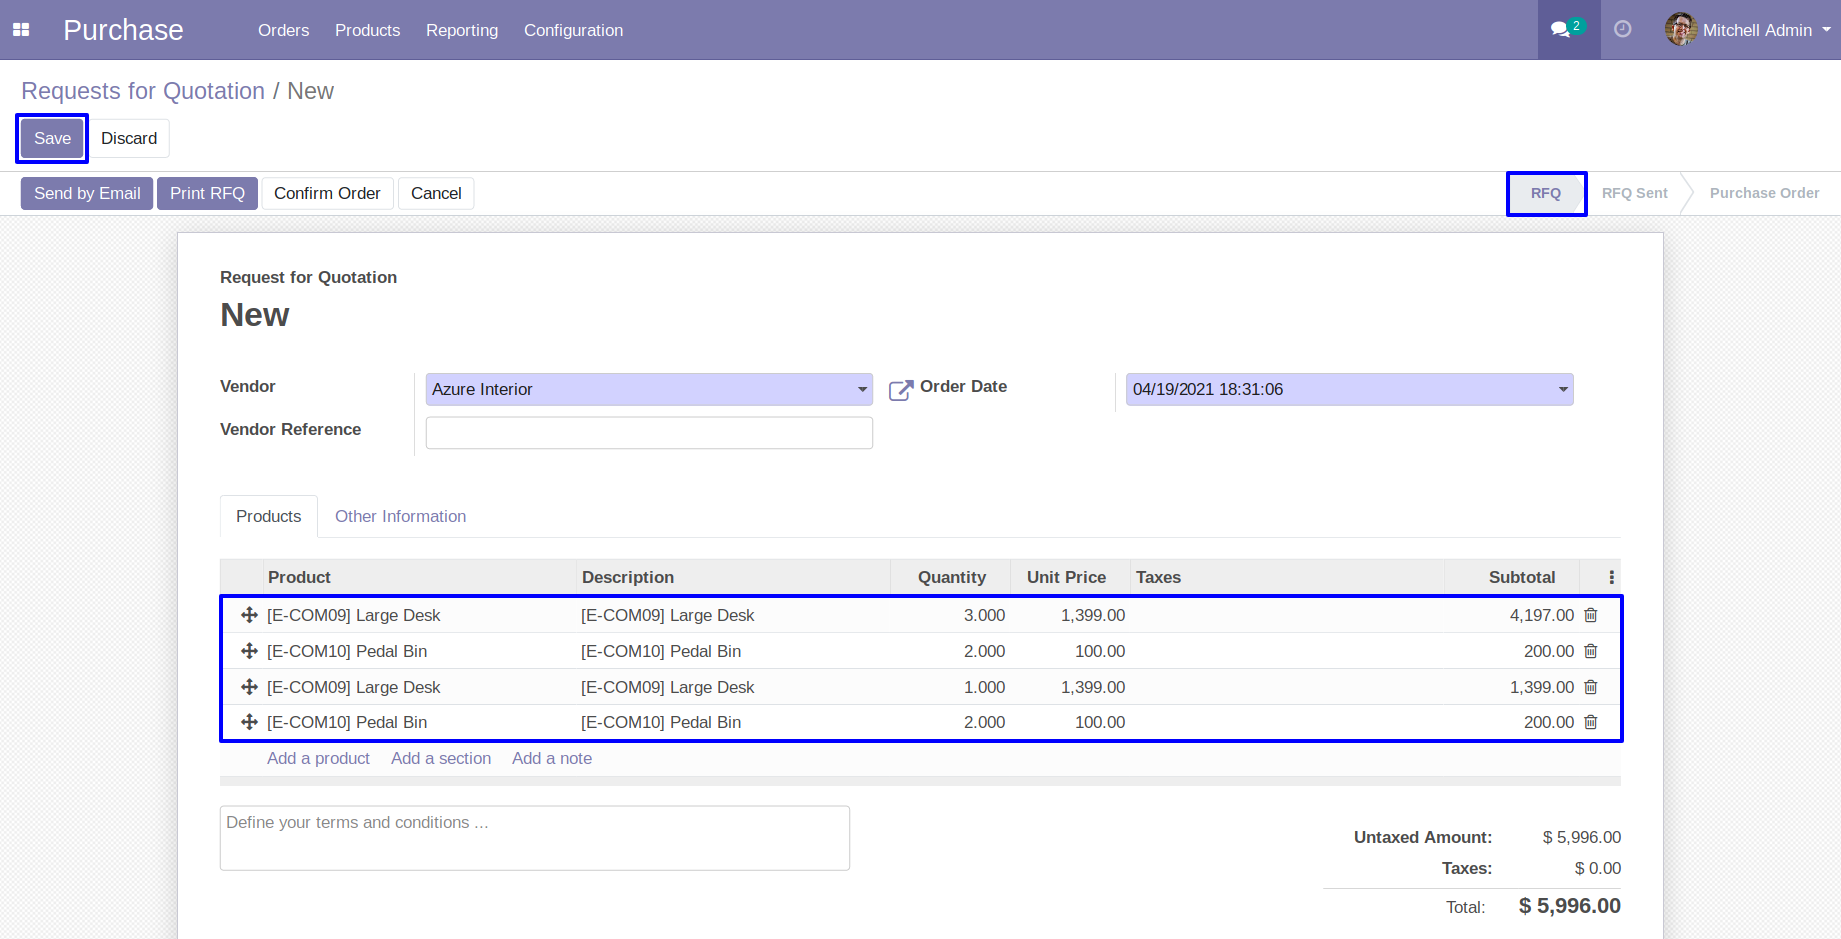 Purchase Orders Products Reporting Configuration 2 Mitchell Admin
Requests for Quotation / New
Save Discard
Send by Email Print RFQ Confirm Order Cancel RFQ RFQ Sent Purchase Order
Request for Quotation
New
Vendor Azure Interior Order Date 04/19/2021 18:31:06
Vendor Reference
Products Other Information
Product Description Quantity Unit Price Taxes Subtotal
[E-COM09] Large Desk [E-COM09] Large Desk 3.000 1,399.00 4,197.00
[E-COM10] Pedal Bin [E-COM10] Pedal Bin 2.000 100.00 200.00
[E-COM09] Large Desk [E-COM09] Large Desk 1.000 1,399.00 1,399.00
[E-COM10] Pedal Bin [E-COM10] Pedal Bin 2.000 100.00 200.00
Add a product Add a section Add a note
Define your terms and conditions ...
Untaxed Amount: $ 5,996.00
Taxes: $ 0.00
Total: $ 5,996.00